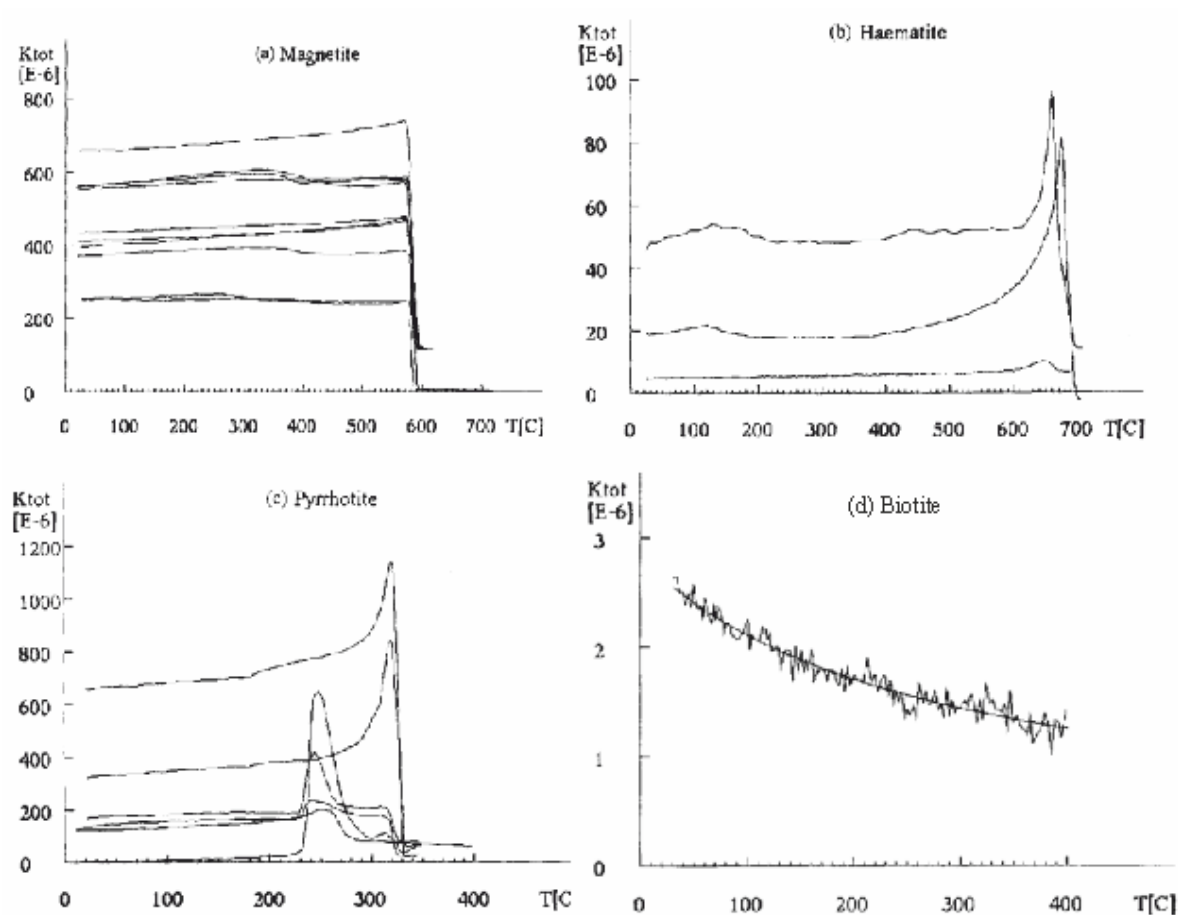 (a) Magnetite
Ktot
[E-6]
800
600
400
200
0
0 100 200 300 400 500 600 700 T[C]
(b) Haematite
Ktot
[E-6]
100
80
60
40
20
0
0 100 200 300 400 500 600 700 T[C]
(c) Pyrrhotite
Ktot
[E-6]
1200
1000
800
600
400
200
0
0 100 200 300 400 T[C
(d) Biotite
Ktot
[E-6]
3
2
1
0
0 100 200 300 400 500 T[C]